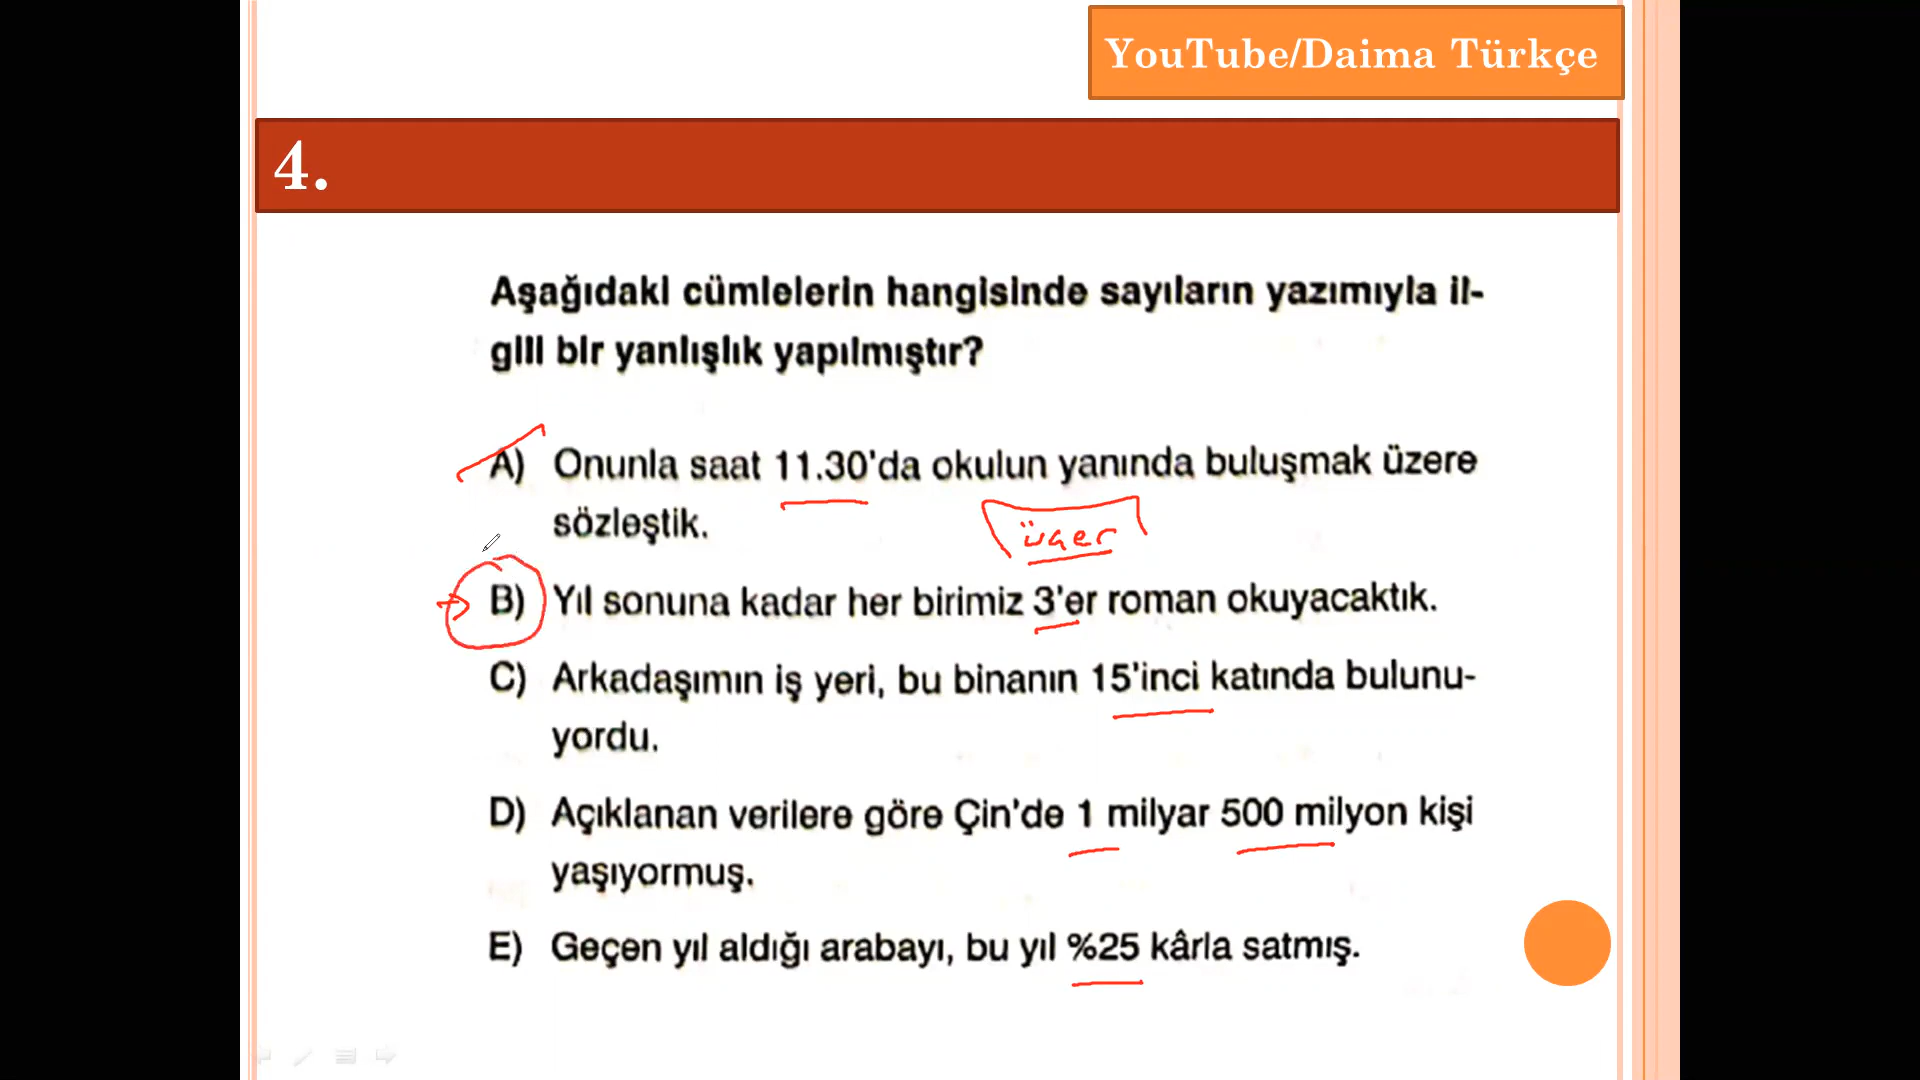 YouTube/Daima Türkçe
4.
Aşağıdaki cümlelerin hangisinde sayıların yazımıyla il-
gili bir yanlışlık yapılmıştır?
A) Onunla saat 11.30'da okulun yanında buluşmak üzere
sözleştik.
üçer
B) Yıl sonuna kadar her birimiz 3'er roman okuyacaktık.
C) Arkadaşımın iş yeri, bu binanın 15'inci katında bulunu-
yordu.
D) Açıklanan verilere göre Çin'de 1 milyar 500 milyon kişi
yaşıyormuş.
E) Geçen yıl aldığı arabayı, bu yıl %25 kârla satmış.